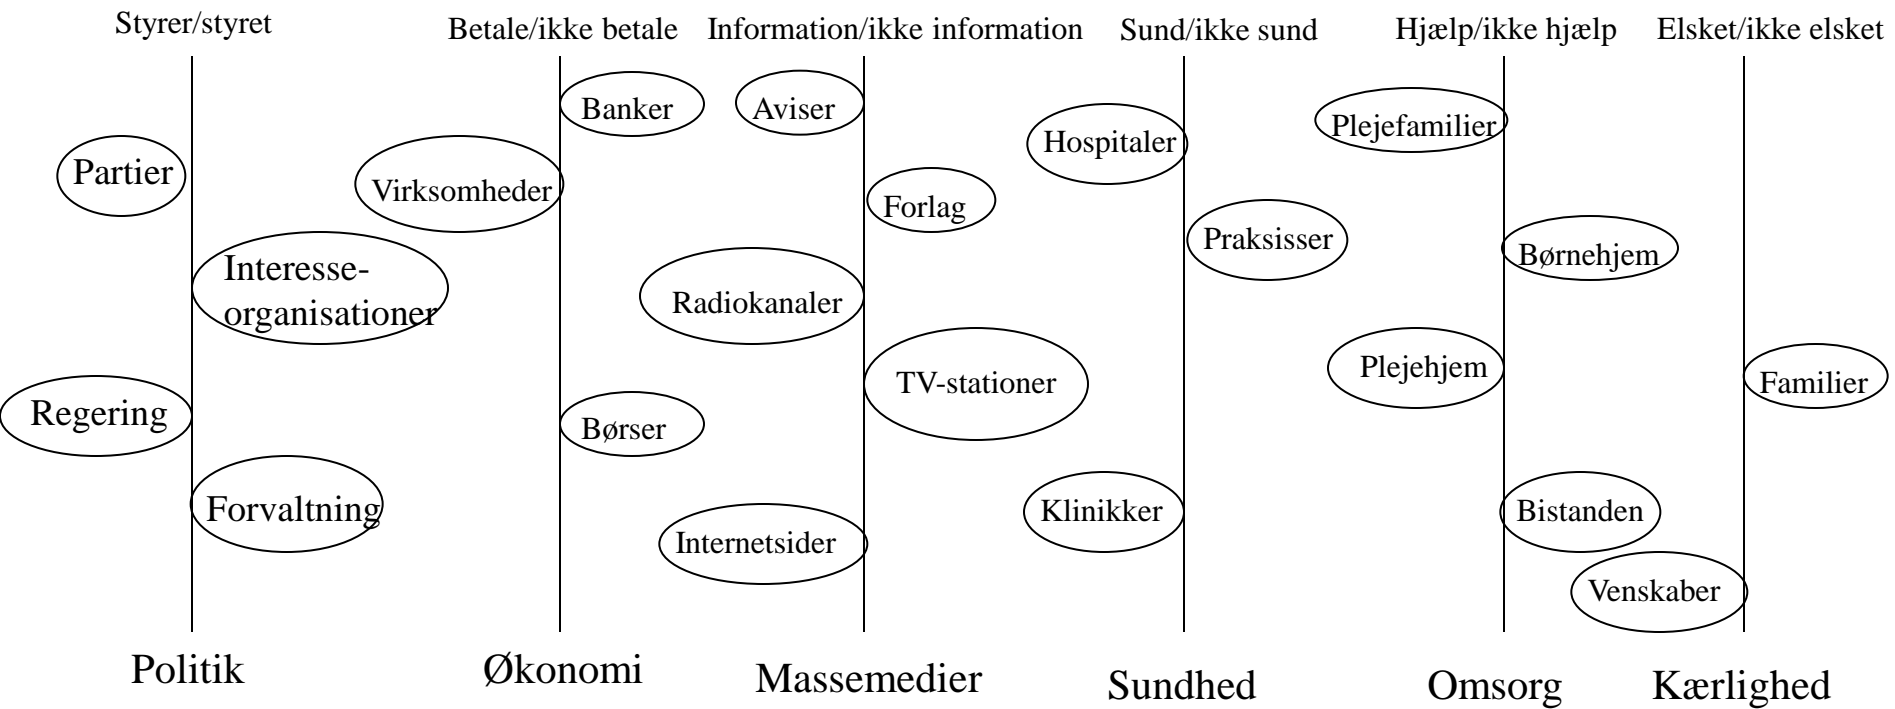 Styrer/styret
Betale/ikke betale
Information/ikke information
Sund/ikke sund
Hjælp/ikke hjælp
Elsket/ikke elsket
Partier
Interesse-
organisationer
Regering
Forvaltning
Politik
Banker
Virksomheder
Børser
Økonomi
Aviser
Forlag
Radiokanaler
TV-stationer
Internetsider
Massemedier
Hospitaler
Praksisser
Klinikker
Sundhed
Plejefamilier
Børnehjem
Plejehjem
Bistanden
Omsorg
Familier
Venskaber
Kærlighed